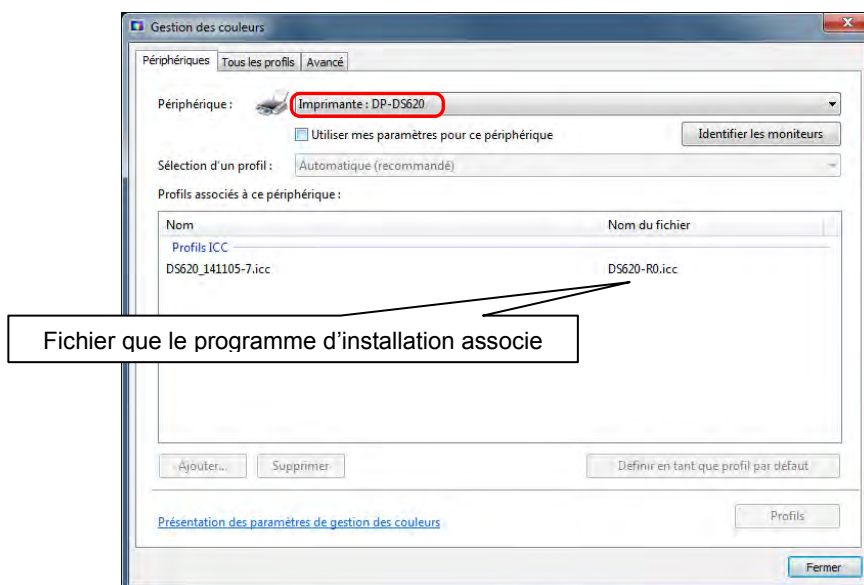 Gestion des couleurs
Périphériques Tous les profils Avancé
Périphérique : Imprimante : DP-DS620
Utiliser mes paramètres pour ce périphérique Identifier les moniteurs
Sélection d'un profil : Automatique (recommandé)
Profils associés à ce périphérique :
Nom Nom du fichier
Profils ICC
DS620_141105-7.icc DS620-R0.icc
Fichier que le programme d'installation associe
Ajouter... Supprimer Définir en tant que profil par défaut
Présentation des paramètres de gestion des couleurs Profils
Fermer